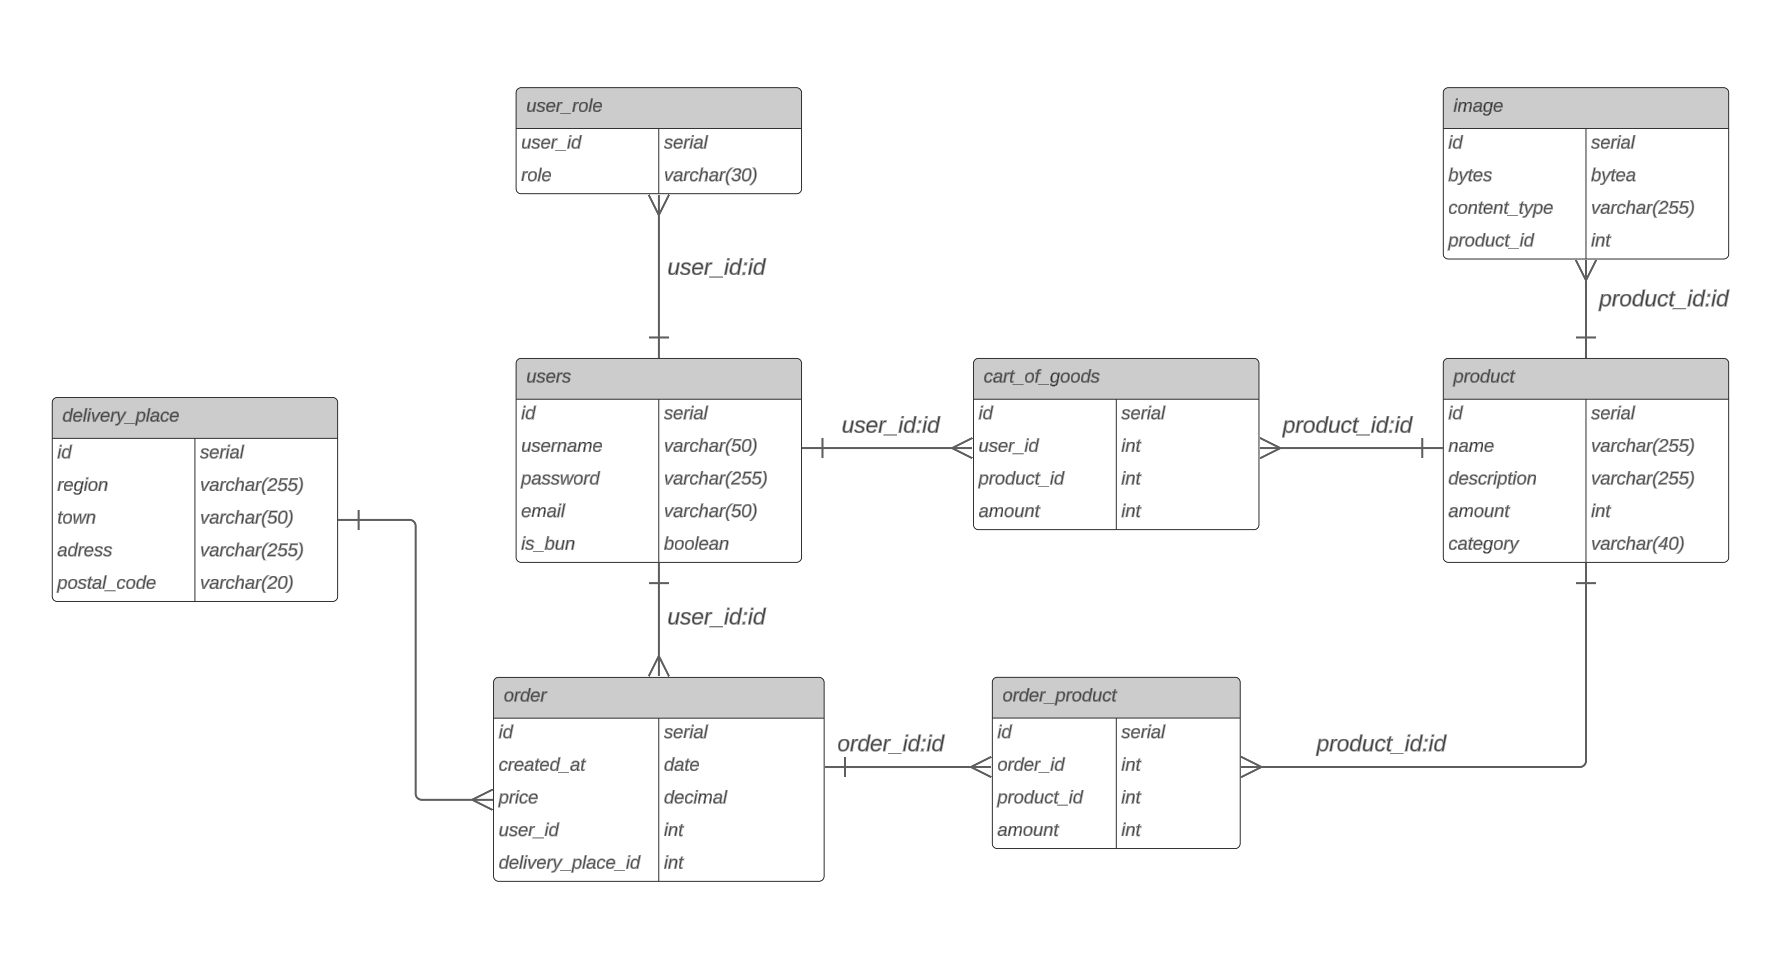 user_role
user_id serial
role varchar(30)
image
id serial
bytes bytea
content_type varchar(255)
product_id int
user_id:id
product_id:id
delivery_place
id serial
region varchar(255)
town varchar(50)
adress varchar(255)
postal_code varchar(20)
users
id serial
username varchar(50)
password varchar(255)
email varchar(50)
is_bun boolean
user_id:id
cart_of_goods
id serial
user_id int
product_id int
amount int
product_id:id
product
id serial
name varchar(255)
description varchar(255)
amount int
category varchar(40)
user_id:id
order
id serial
created_at date
price decimal
user_id int
delivery_place_id int
order_id:id
order_product
id serial
order_id int
product_id int
amount int
product_id:id